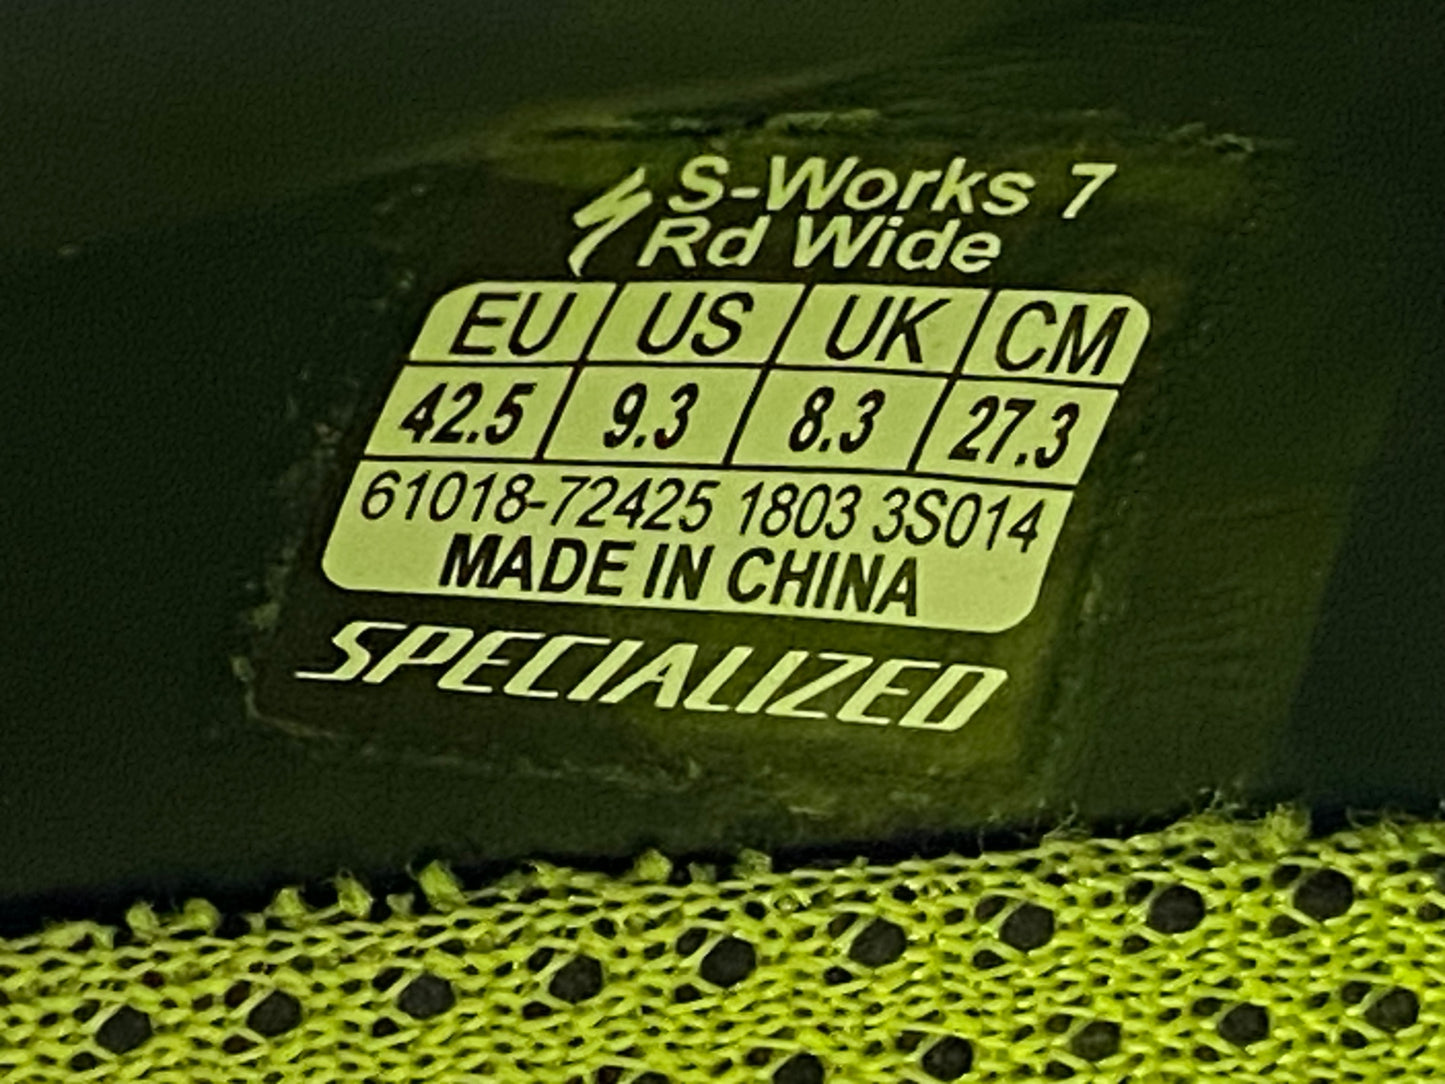 S-Works 7
Rd Wide
EU US UK CM
42.5 9.3 8.3 27.3
61018-72425 1803 3S014
MADE IN CHINA
SPECIALIZED